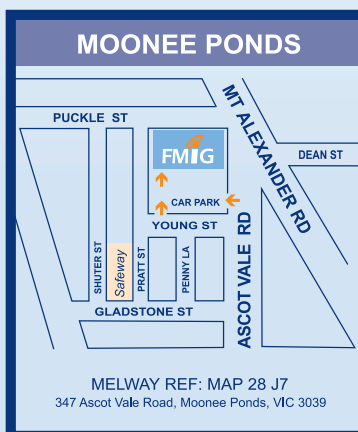 MOONEE PONDS
PUCKLE ST
MT ALEXANDER RD
DEAN ST
FMIG
CAR PARK
YOUNG ST
ASCOT VALE RD
SHUTER ST
Safeway
PRATT ST
PENNY LA
GLADSTONE ST
MELWAY REF: MAP 28 J7
347 Ascot Vale Road, Moonee Ponds, VIC 3039